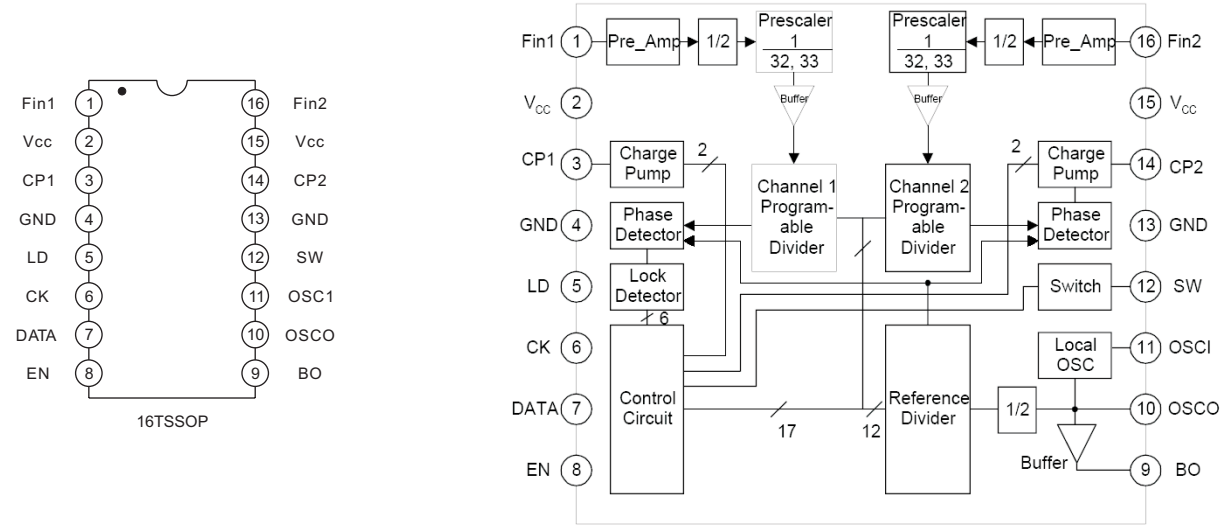 1
Fin1
16
Fin2
2
Vcc
15
Vcc
3
CP1
14
CP2
4
GND
13
GND
5
LD
12
SW
6
CK
11
OSC1
7
DATA
10
OSCO
8
EN
9
BO
16TSSOP
Fin1
1
Pre_Amp
1/2
Prescaler
1
32, 33
Prescaler
1
32, 33
1/2
Pre_Amp
16
Fin2
Buffer
Buffer
VCC
2
15
VCC
CP1
3
Charge
Pump
2
Channel 1
Program-
able
Divider
Channel 2
Program-
able
Divider
2
Charge
Pump
14
CP2
GND
4
Phase
Detector
Phase
Detector
13
GND
LD
5
Lock
Detector
6
Switch
12
SW
CK
6
Local
OSC
11
OSCI
DATA
7
Control
Circuit
17
12
Reference
Divider
1/2
10
OSCO
EN
8
Buffer
9
BO